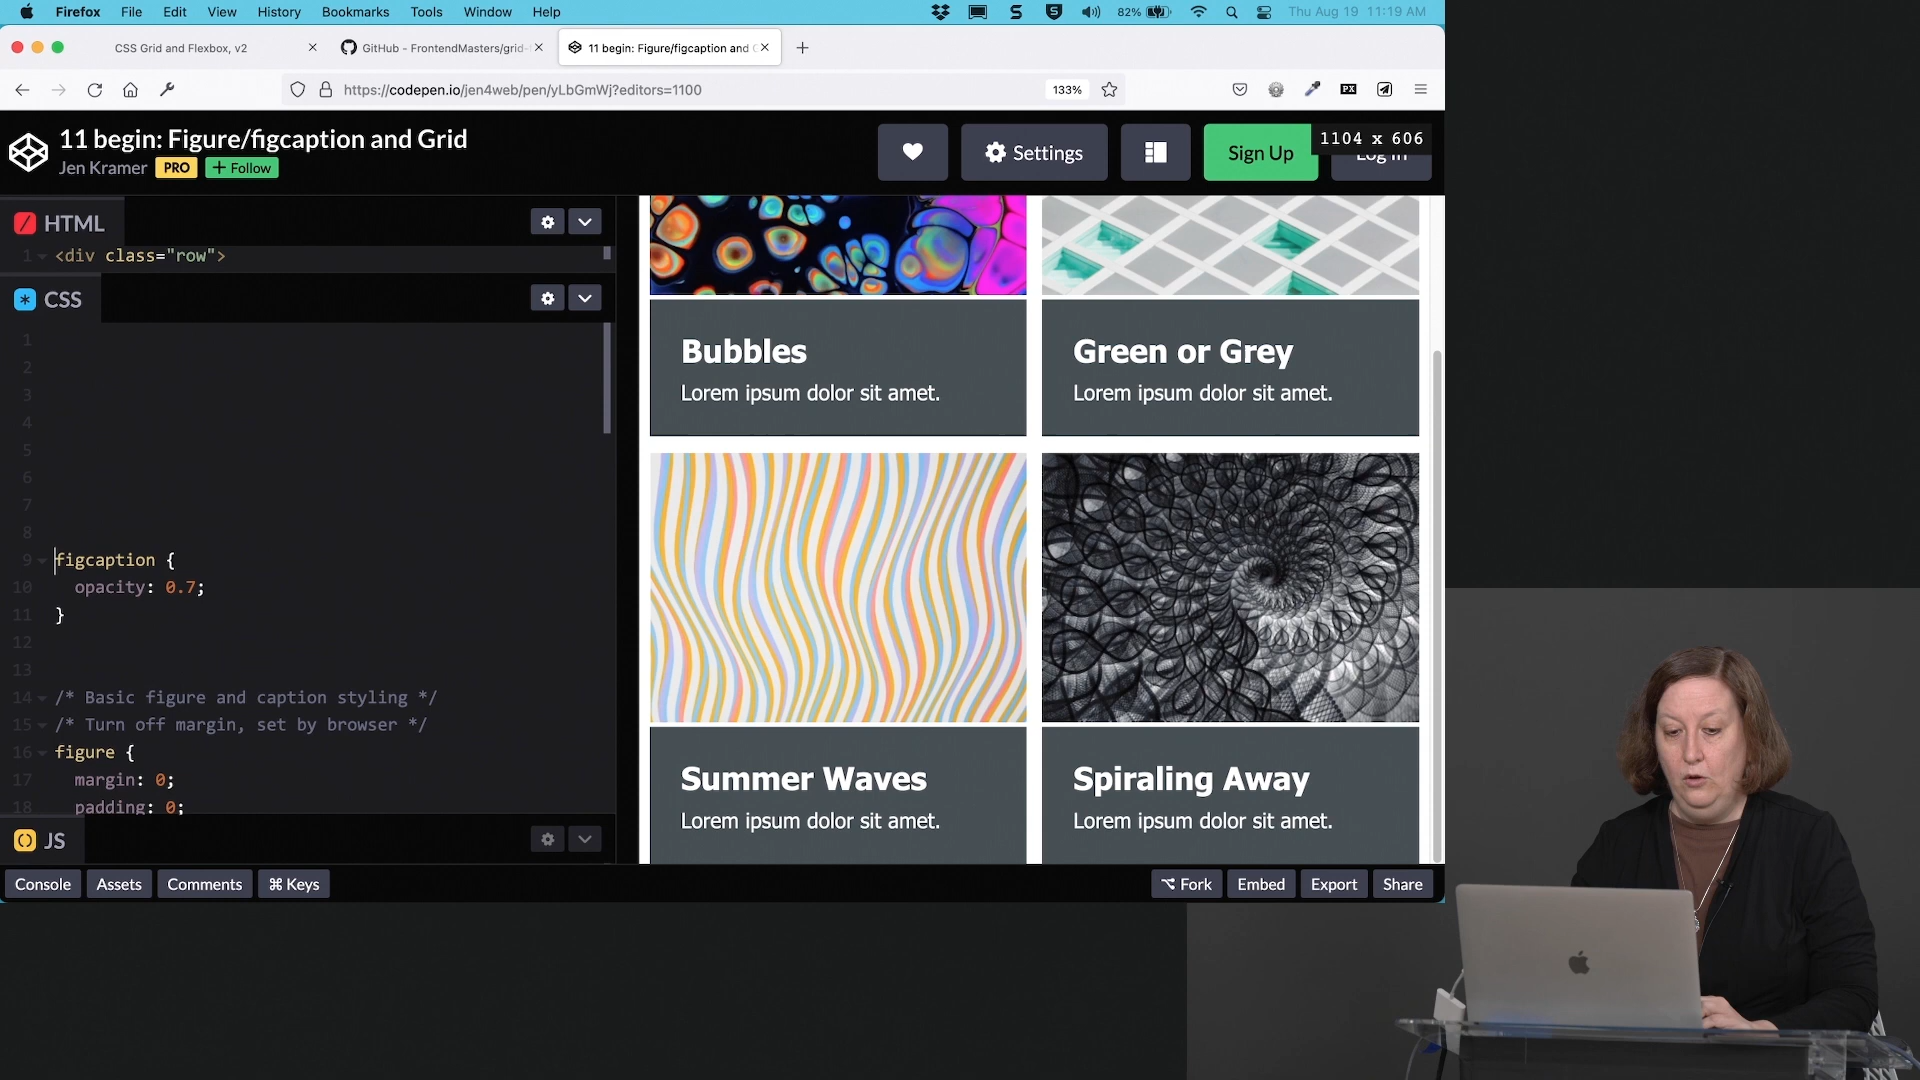 Firefox File Edit View History Bookmarks Tools Window Help 82% Thu Aug 19 11:19 AM
CSS Grid and Flexbox, v2
GitHub - FrontendMasters/grid-
11 begin: Figure/figcaption and
https://codepen.io/jen4web/pen/yLbGmWj?editors=1100
133%
PX
11 begin: Figure/figcaption and Grid
Jen Kramer PRO + Follow
Settings
Sign Up
1104 x 606
Log In
HTML
1 <div class="row">
CSS
1
2
3
4
5
6
7
8
9 figcaption {
10 opacity: 0.7;
11 }
12
13
14 /* Basic figure and caption styling */
15 /* Turn off margin, set by browser */
16 figure {
17 margin: 0;
18 padding: 0;
JS
Bubbles
Lorem ipsum dolor sit amet.
Green or Grey
Lorem ipsum dolor sit amet.
Summer Waves
Lorem ipsum dolor sit amet.
Spiraling Away
Lorem ipsum dolor sit amet.
Console Assets Comments ⌘ Keys
Fork Embed Export Share